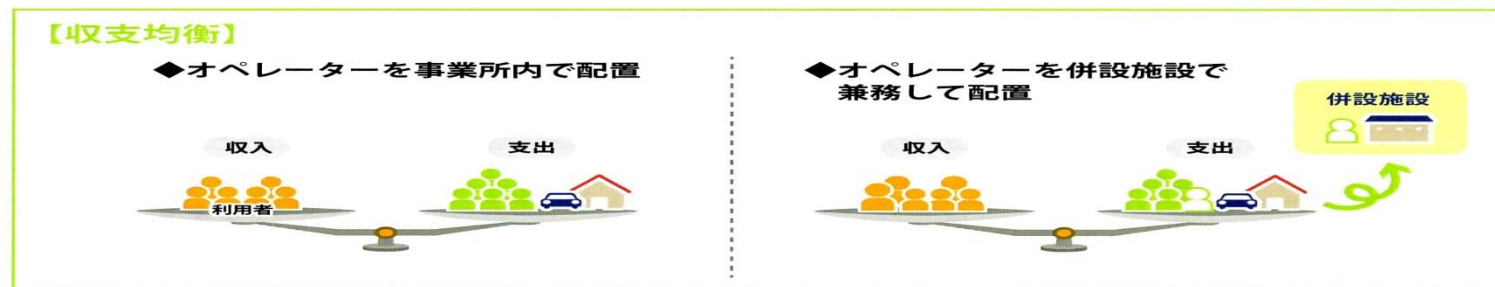 【収支均衡】
◆オペレーターを事業所内で配置
収入
支出
利用者
◆オペレーターを併設施設で
兼務して配置
収入
支出
併設施設